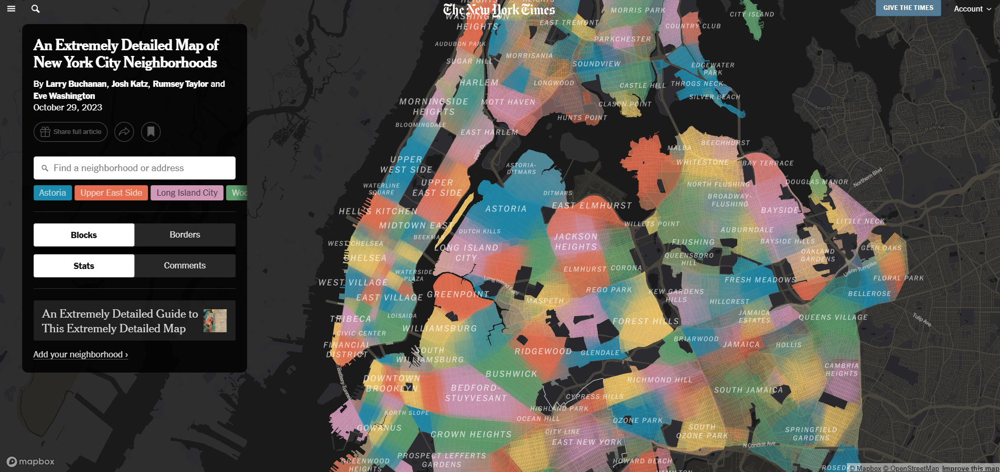 The New York Times
GIVE THE TIMES
Account
An Extremely Detailed Map of
New York City Neighborhoods
By Larry Buchanan, Josh Katz, Rumsey Taylor and
Eve Washington
October 29, 2023
Share full article
Find a neighborhood or address
Astoria
Upper East Side
Long Island City
Woo
Blocks
Borders
Stats
Comments
An Extremely Detailed Guide to
This Extremely Detailed Map
Add your neighborhood ›
mapbox
HEIGHTS
HEIGHTS
WASHINGTON
HEIGHTS
MORRIS PARK
CITY ISLAND
EAST TREMONT
COUNTRY CLUB
PARKCHESTER
AUDUBON PARK
MORRISANIA
SUGAR HILL
SOUNDVIEW
EDGEWATER
PARK
HARLEM
LONGWOOD
CASTLE HILL
THROGS NECK
SILVER BEACH
MORNINGSIDE
HEIGHTS
MOTT HAVEN
CLASON POINT
Steamboat Rd
HUNTS POINT
BLOOMINGDALE
EAST HARLEM
Park Ave
FDR Dr
MALBA
BEECHHURST
UPPER
WEST SIDE
ASTORIA-
DITMARS
WHITESTONE
BAY TERRACE
Northern Blvd
WATERLINE
SQUARE
UPPER
EAST SIDE
NORTH FLUSHING
DOUGLAS MANOR
DITMARS
BROADWAY-
FLUSHING
HELL'S KITCHEN
ASTORIA
EAST ELMHURST
BAYSIDE
MIDTOWN EAST
WILLETS POINT
LITTLE NECK
DUTCH KILLS
AUBURNDALE
BEEKMAN
JACKSON
HEIGHTS
WEST CHELSEA
FLUSHING
BAYSIDE HILLS
LONG ISLAND
CITY
GLEN OAKS
CHELSEA
QUEENSBORO
HILL
OAKLAND
GARDENS
WATERSIDE
PLAZA
ELMHURST
CORONA
Union Turnpike
WEST VILLAGE
Long Island Expy
FRESH MEADOWS
FLORAL PARK
EAST VILLAGE
GREENPOINT
REGO PARK
KEW GARDENS
HILLS
BELLEROSE
MASPETH
HILLCREST
TRIBECA
LOISAIDA
JAMAICA
ESTATES
QUEENS VILLAGE
Tulip Ave
CIVIC CENTER
WILLIAMSBURG
FOREST HILLS
FINANCIAL
DISTRICT
SOUTH
WILLIAMSBURG
RIDGEWOOD
GLENDALE
BRIARWOOD
JAMAICA
HOLLIS
Battery Tunnel
BUSHWICK
CAMBRIA
HEIGHTS
DOWNTOWN
BROOKLYN
BEDFORD-
STUYVESANT
RICHMOND HILL
SOUTH JAMAICA
CYPRESS HILLS
NORTH SLOPE
HIGHLAND PARK
OCEAN HILL
OZONE PARK
GOWANUS
CROWN HEIGHTS
CITY LINE
EAST NEW YORK
SOUTH
OZONE PARK
SPRINGFIELD
GARDENS
N Conduit Ave
PROSPECT LEFFERTS
GARDENS
GREENWOOD
HEIGHTS
HOWARD BEACH
HAMILTON
ROSEDA
© Mapbox © OpenStreetMap Improve this map